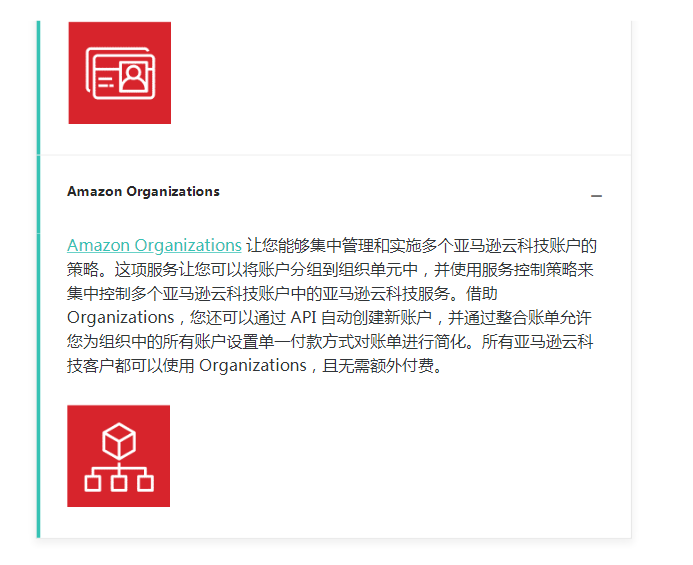 Amazon Organizations
Amazon Organizations 让您能够集中管理和实施多个亚马逊云科技账户的
策略。这项服务让您可以将账户分组到组织单元中，并使用服务控制策略来
集中控制多个亚马逊云科技账户中的亚马逊云科技服务。借助
Organizations，您还可以通过 API 自动创建新账户，并通过整合账单允许
您为组织中的所有账户设置单一付款方式对账单进行简化。所有亚马逊云科
技客户都可以使用 Organizations，且无需额外付费。